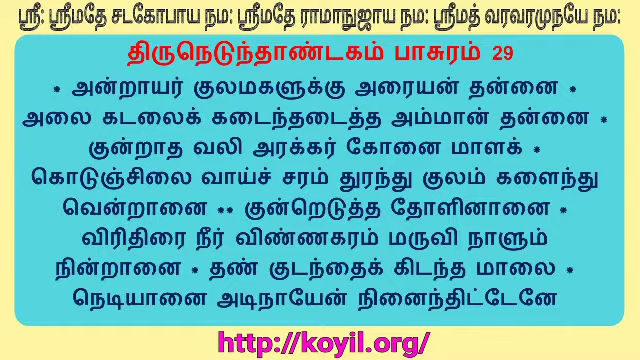 ஸ்ரீ: ஸ்ரீமதே சடகோபாய நம: ஸ்ரீமதே ராமாநுஜாய நம: ஸ்ரீமத் வரவரமுநயே நம:
திருநெடுந்தாண்டகம் பாசுரம் 29
* அன்றாயர் குலமகளுக்கு அரையன் தன்னை *
அலை கடலைக் கடைந்தடைத்த அம்மான் தன்னை *
குன்றாத வலி அரக்கர் கோனை மாளக் *
கொடுஞ்சிலை வாய்ச் சரம் துரந்து குலம் களைந்து
வென்றானை ** குன்றெடுத்த தோளினானை *
விரிதிரை நீர் விண்ணகரம் மருவி நாளும்
நின்றானை * தண் குடந்தைக் கிடந்த மாலை *
நெடியானை அடிநாயேன் நினைந்திட்டேனே
http://koyil.org/